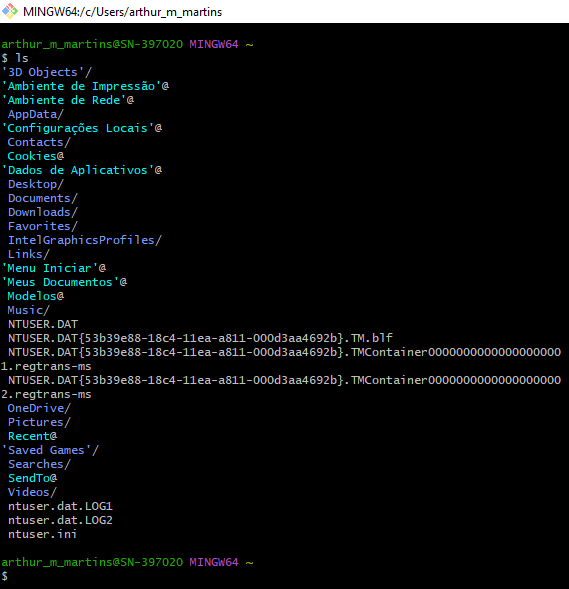 MINGW64:/c/Users/arthur_m_martins
arthur_m_martins@SN-397020 MINGW64 ~
$ ls
'3D Objects'/
'Ambiente de Impressão'@
'Ambiente de Rede'@
AppData/
'Configurações Locais'@
Contacts/
Cookies@
'Dados de Aplicativos'@
Desktop/
Documents/
Downloads/
Favorites/
IntelGraphicsProfiles/
Links/
'Menu Iniciar'@
'Meus Documentos'@
Modelos@
Music/
NTUSER.DAT
NTUSER.DAT{53b39e88-18c4-11ea-a811-000d3aa4692b}.TM.blf
NTUSER.DAT{53b39e88-18c4-11ea-a811-000d3aa4692b}.TMContainer0000000000000000000
1.regtrans-ms
NTUSER.DAT{53b39e88-18c4-11ea-a811-000d3aa4692b}.TMContainer0000000000000000000
2.regtrans-ms
OneDrive/
Pictures/
Recent@
'Saved Games'/
Searches/
SendTo@
Videos/
ntuser.dat.LOG1
ntuser.dat.LOG2
ntuser.ini
arthur_m_martins@SN-397020 MINGW64 ~
$